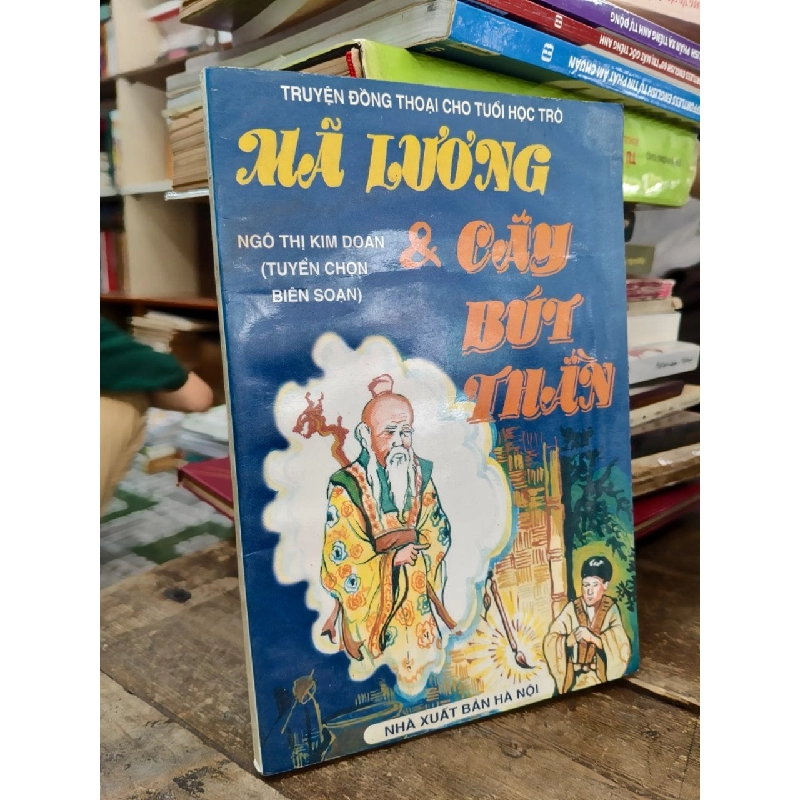 TRUYỆN ĐỒNG THOẠI CHO TUỔI HỌC TRÒ
MÃ LƯƠNG
& CÂY
BÚT
THẦN
NGÔ THỊ KIM DOAN
(TUYỂN CHỌN
BIÊN SOẠN)
NHÀ XUẤT BẢN HÀ NỘI